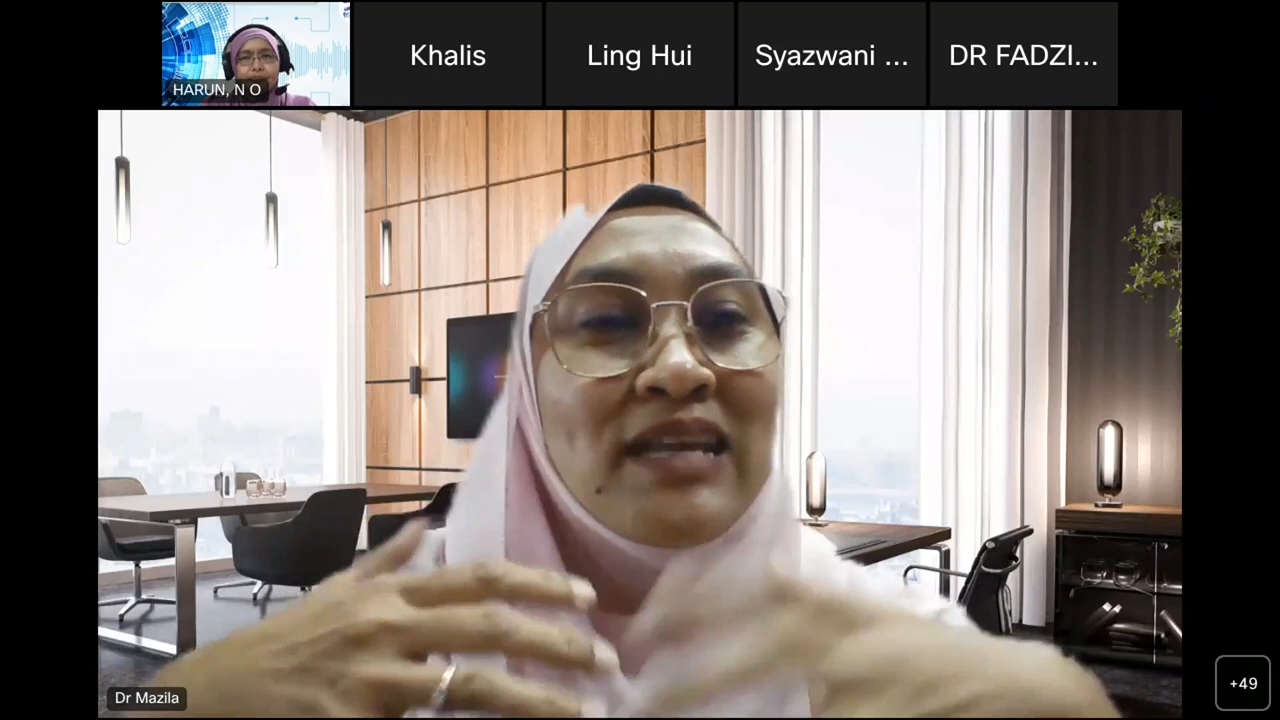 HARUN, N O
Khalis
Ling Hui
Syazwani ...
DR FADZI...
Dr Mazila
+49